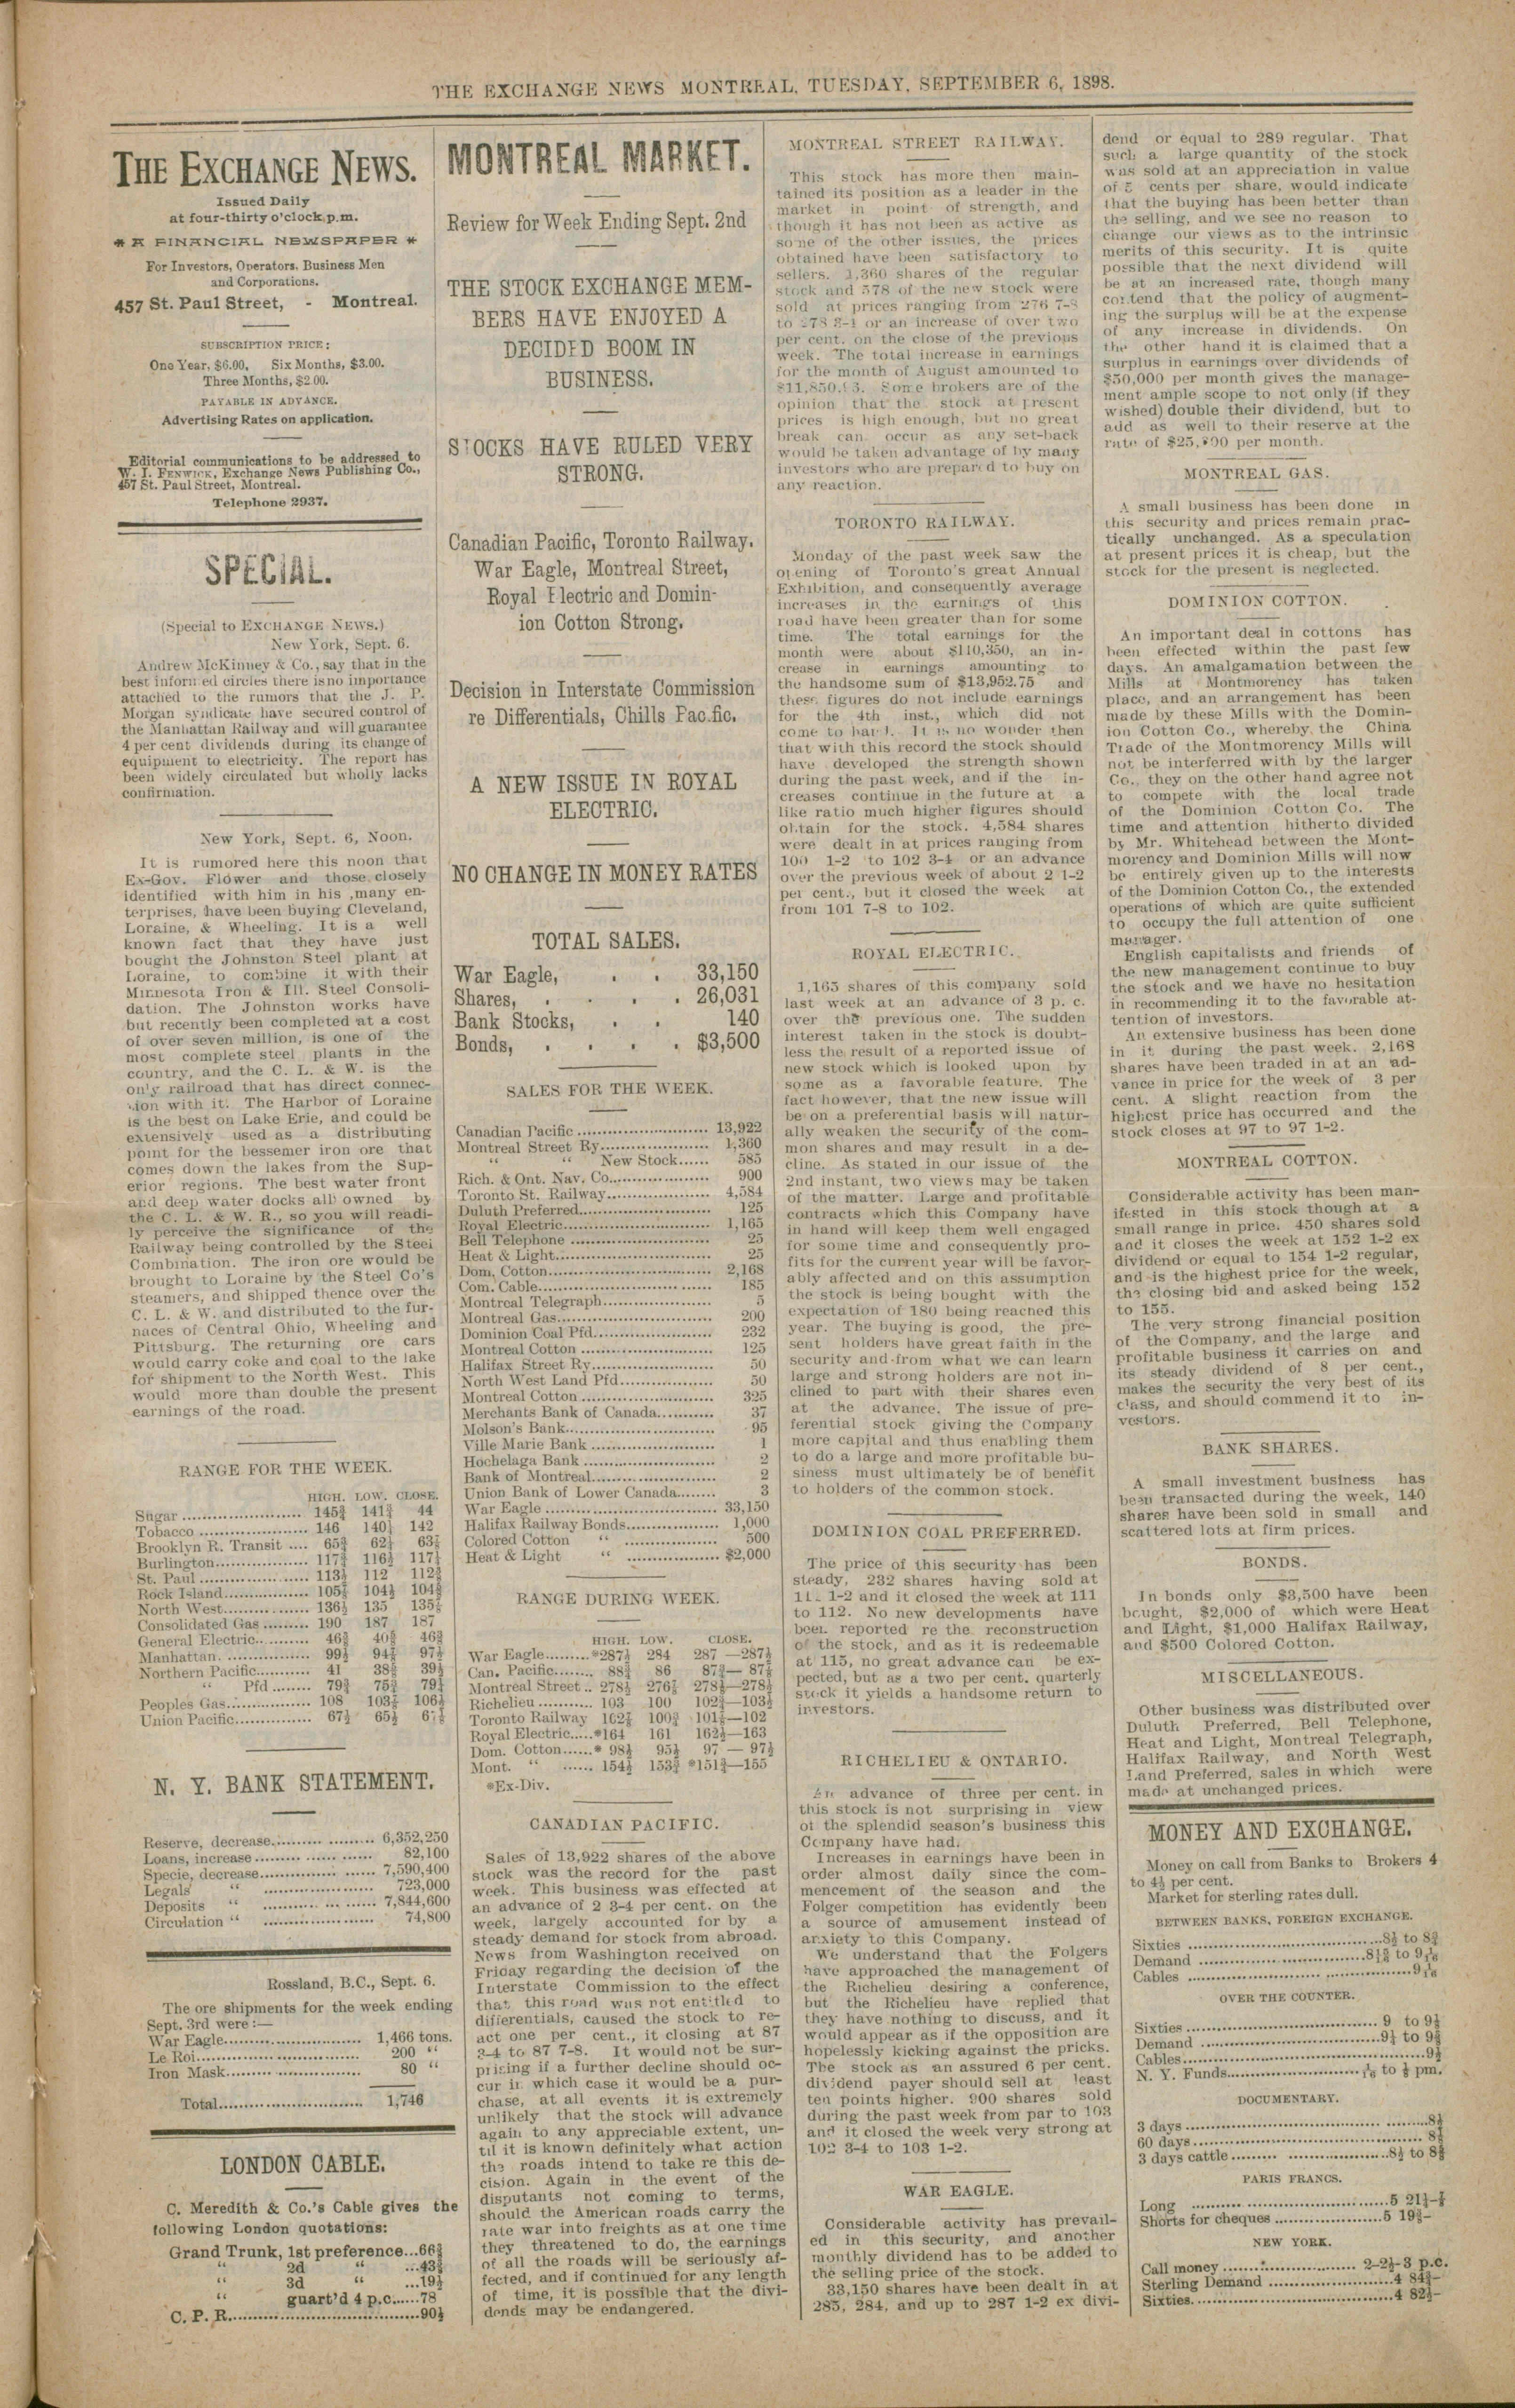 THE EXCHANGE NEWS MONTREAL, TUESDAY, SEPTEMBER 6, 1898.
THE EXCHANGE NEWS.
Issued Daily
at four-thirty o'clock p.m.
* A FINANCIAL NEWSPAPER *
For Investors, Operators, Business Men
and Corporations.
457 St. Paul Street, - Montreal.
SUBSCRIPTION PRICE:
One Year, $6.00, Six Months, $3.00.
Three Months, $2.00.
PAYABLE IN ADVANCE.
Advertising Rates on application.
Editorial communications to be addressed to
W. I. FENWICK, Exchange News Publishing Co.,
457 St. Paul Street, Montreal.
Telephone 2937.
SPECIAL.
(Special to EXCHANGE NEWS.)
New York, Sept. 6.
Andrew McKinney & Co., say that in the
best informed circles there is no importance
attached to the rumors that the J. P.
Morgan syndicate have secured control of
the Manhattan Railway and will guarantee
4 per cent dividends during its change of
equipment to electricity. The report has
been widely circulated but wholly lacks
confirmation.
New York, Sept. 6, Noon.
It is rumored here this noon that
Ex-Gov. Flower and those closely
identified with him in his many en-
terprises, have been buying Cleveland,
Loraine, & Wheeling. It is a well
known fact that they have just
bought the Johnston Steel plant at
Loraine, to combine it with their
Minnesota Iron & Ill. Steel Consoli-
dation. The Johnston works have
but recently been completed at a cost
of over seven million, is one of the
most complete steel plants in the
country, and the C. L. & W. is the
only railroad that has direct connec-
tion with it. The Harbor of Loraine
is the best on Lake Erie, and could be
extensively used as a distributing
point for the bessemer iron ore that
comes down the lakes from the Sup-
erior regions. The best water front
and deep water docks all owned by
the C. L. & W. R., so you will readi-
ly perceive the significance of the
Railway being controlled by the Steel
Combination. The iron ore would be
brought to Loraine by the Steel Co's
steamers, and shipped thence over the
C. L. & W. and distributed to the fur-
naces of Central Ohio, Wheeling and
Pittsburg. The returning ore cars
would carry coke and coal to the lake
for shipment to the North West. This
would more than double the present
earnings of the road.
RANGE FOR THE WEEK.
HIGH. LOW. CLOSE.
Sugar 145¾ 141¾ 44
Tobacco 146 140½ 142
Brooklyn R. Transit 65¾
Burlington 117¾ 116½
St. Paul 113½ 112
Rock Island 104½
North West 136½ 135
Consolidated Gas 190 187 187
General Electric 46¾
Manhattan 99½
Northern Pacific 41 39½
" Pfd 79¾ 75¾
Peoples Gas 108 106½
Union Pacific 67½ 65½
N. Y. BANK STATEMENT.
Reserve, decrease 6,352,250
Loans, increase 82,100
Specie, decrease 7,590,400
Legals " 723,000
Deposits " 7,844,600
Circulation " 74,800
Rossland, B.C., Sept. 6.
The ore shipments for the week ending
Sept. 3rd were:—
War Eagle 1,466 tons.
Le Roi 200 "
Iron Mask 80 "
Total 1,746
LONDON CABLE.
C. Meredith & Co.'s Cable gives the
following London quotations:
Grand Trunk, 1st preference...
" 2d "
" 3d " ...19½
" guart'd 4 p.c......78
C. P. R. 90½
MONTREAL MARKET.
Review for Week Ending Sept. 2nd
THE STOCK EXCHANGE MEM-
BERS HAVE ENJOYED A
DECIDED BOOM IN
BUSINESS.
STOCKS HAVE RULED VERY
STRONG.
Canadian Pacific, Toronto Railway.
War Eagle, Montreal Street,
Royal Electric and Domin-
ion Cotton Strong.
Decision in Interstate Commission
re Differentials, Chills Pacific.
A NEW ISSUE IN ROYAL
ELECTRIC.
NO CHANGE IN MONEY RATES
TOTAL SALES.
War Eagle, . . 33,150
Shares, . . . . 26,031
Bank Stocks, . . 140
Bonds, . . . . $3,500
SALES FOR THE WEEK.
Canadian Pacific 13,922
Montreal Street Ry 1,360
" " New Stock 585
Rich. & Ont. Nav. Co. 900
Toronto St. Railway 4,584
Duluth Preferred 125
Royal Electric 1,165
Bell Telephone 25
Heat & Light 25
Dom. Cotton 2,168
Com. Cable 185
Montreal Telegraph 5
Montreal Gas 200
Dominion Coal Pfd 232
Montreal Cotton 125
Halifax Street Ry. 50
North West Land Pfd 50
Montreal Cotton 325
Merchants Bank of Canada 37
Molson's Bank 95
Ville Marie Bank 1
Hochelaga Bank 2
Bank of Montreal 2
Union Bank of Lower Canada 3
War Eagle 33,150
Halifax Railway Bonds 1,000
Colored Cotton " 500
Heat & Light " $2,000
RANGE DURING WEEK.
HIGH. LOW. CLOSE.
War Eagle *287½ 284 287 —287½
Can. Pacific 88¾ 86 87¾— 87⅞
Montreal Street 278½ 276⅞ 278½—278½
Richelieu 103 100 102¾—103½
Toronto Railway 102⅞ 100¾ 101⅞—102
Royal Electric *164 161 162½—163
Dom. Cotton * 98½ 95½ 97 — 97½
Mont. " 154½ 153¾ *151¾—155
*Ex-Div.
CANADIAN PACIFIC.
Sales of 13,922 shares of the above
stock was the record for the past
week. This business was effected at
an advance of 2 3-4 per cent. on the
week, largely accounted for by a
steady demand for stock from abroad.
News from Washington received on
Friday regarding the decision of the
Interstate Commission to the effect
that this road was not entitled to
differentials, caused the stock to re-
act one per cent., it closing at 87
3-4 to 87 7-8. It would not be sur-
pricing if a further decline should oc-
cur in which case it would be a pur-
chase, at all events it is extremely
unlikely that the stock will advance
again to any appreciable extent, un-
til it is known definitely what action
the roads intend to take re this de-
cision. Again in the event of the
disputants not coming to terms,
should the American roads carry the
rate war into freights as at one time
they threatened to do, the earnings
of all the roads will be seriously af-
fected, and if continued for any length
of time, it is possible that the divi-
dends may be endangered.
MONTREAL STREET RAILWAY.
This stock has more then main-
tained its position as a leader in the
market in point of strength, and
though it has not been as active as
some of the other issues, the prices
obtained have been satisfactory to
sellers. 1,360 shares of the regular
stock and 578 of the new stock were
sold at prices ranging from 276 7-8
to 278 3-4 or an increase of over two
per cent. on the close of the previous
week. The total increase in earnings
for the month of August amounted to
Some brokers are of the
opinion that the stock at present
prices is high enough, but no great
break can occur as any set-back
would be taken advantage of by many
investors who are prepared to buy on
any reaction.
TORONTO RAILWAY.
Monday of the past week saw the
opening of Toronto's great Annual
Exhibition, and consequently average
increases in the earnings of this
road have been greater than for some
time. The total earnings for the
month were about $110,350, an in-
crease in earnings amounting to
the handsome sum of $13,952.75 and
these figures do not include earnings
for the 4th inst., which did not
come to hand. It is no wonder then
that with this record the stock should
have developed the strength shown
during the past week, and if the in-
creases continue in the future at a
like ratio much higher figures should
obtain for the stock. 4,584 shares
were dealt in at prices ranging from
100 1-2 to 102 3-4 or an advance
over the previous week of about 2 1-2
per cent., but it closed the week at
from 101 7-8 to 102.
ROYAL ELECTRIC.
1,165 shares of this company sold
last week at an advance of 3 p. c.
over the previous one. The sudden
interest taken in the stock is doubt-
less the result of a reported issue of
new stock which is looked upon by
some as a favorable feature. The
fact however, that the new issue will
be on a preferential basis will natur-
ally weaken the security of the com-
mon shares and may result in a de-
cline. As stated in our issue of the
2nd instant, two views may be taken
of the matter. Large and profitable
contracts which this Company have
in hand will keep them well engaged
for some time and consequently pro-
fits for the current year will be favor-
ably affected and on this assumption
the stock is being bought with the
expectation of 180 being reached this
year. The buying is good, the pre-
sent holders have great faith in the
security and from what we can learn
large and strong holders are not in-
clined to part with their shares even
at the advance. The issue of pre-
ferential stock giving the Company
more capital and thus enabling them
to do a large and more profitable bu-
siness must ultimately be of benefit
to holders of the common stock.
DOMINION COAL PREFERRED.
The price of this security has been
steady, 232 shares having sold at
1-2 and it closed the week at 111
to 112. No new developments have
been reported re the reconstruction
of the stock, and as it is redeemable
at 115, no great advance can be ex-
pected, but as a two per cent. quarterly
stock it yields a handsome return to
investors.
RICHELIEU & ONTARIO.
An advance of three per cent. in
this stock is not surprising in view
of the splendid season's business this
Company have had.
Increases in earnings have been in
order almost daily since the com-
mencement of the season and the
Folger competition has evidently been
a source of amusement instead of
anxiety to this Company.
We understand that the Folgers
have approached the management of
the Richelieu desiring a conference,
but the Richelieu have replied that
they have nothing to discuss, and it
would appear as if the opposition are
hopelessly kicking against the pricks.
The stock as an assured 6 per cent.
dividend payer should sell at least
ten points higher. 900 shares sold
during the past week from par to 103
and it closed the week very strong at
102 3-4 to 103 1-2.
WAR EAGLE.
Considerable activity has prevail-
ed in this security, and another
monthly dividend has to be added to
the selling price of the stock.
33,150 shares have been dealt in at
285, 284, and up to 287 1-2 ex divi-
dend or equal to 289 regular. That
such a large quantity of the stock
was sold at an appreciation in value
of 5 cents per share, would indicate
that the buying has been better than
the selling, and we see no reason to
change our views as to the intrinsic
merits of this security. It is quite
possible that the next dividend will
be at an increased rate, though many
contend that the policy of augment-
ing the surplus will be at the expense
of any increase in dividends. On
the other hand it is claimed that a
surplus in earnings over dividends of
$50,000 per month gives the manage-
ment ample scope to not only (if they
wished) double their dividend, but to
add as well to their reserve at the
rate of $25,000 per month.
MONTREAL GAS.
A small business has been done in
this security and prices remain prac-
tically unchanged. As a speculation
at present prices it is cheap, but the
stock for the present is neglected.
DOMINION COTTON.
An important deal in cottons has
been effected within the past few
days. An amalgamation between the
Mills at Montmorency has taken
place, and an arrangement has been
made by these Mills with the Domin-
ion Cotton Co., whereby the China
Trade of the Montmorency Mills will
not be interferred with by the larger
Co., they on the other hand agree not
to compete with the local trade
of the Dominion Cotton Co. The
time and attention hitherto divided
by Mr. Whitehead between the Mont-
morency and Dominion Mills will now
be entirely given up to the interests
of the Dominion Cotton Co., the extended
operations of which are quite sufficient
to occupy the full attention of one
manager.
English capitalists and friends of
the new management continue to buy
the stock and we have no hesitation
in recommending it to the favorable at-
tention of investors.
An extensive business has been done
in it during the past week. 2,168
shares have been traded in at an ad-
vance in price for the week of 3 per
cent. A slight reaction from the
highest price has occurred and the
stock closes at 97 to 97 1-2.
MONTREAL COTTON.
Considerable activity has been man-
ifested in this stock though at a
small range in price. 450 shares sold
and it closes the week at 152 1-2 ex
dividend or equal to 154 1-2 regular,
and is the highest price for the week,
the closing bid and asked being 152
to 155.
The very strong financial position
of the Company, and the large and
profitable business it carries on and
its steady dividend of 8 per cent.,
makes the security the very best of its
class, and should commend it to in-
vestors.
BANK SHARES.
A small investment business has
been transacted during the week, 140
shares have been sold in small and
scattered lots at firm prices.
BONDS.
In bonds only $3,500 have been
bought, $2,000 of which were Heat
and Light, $1,000 Halifax Railway,
and $500 Colored Cotton.
MISCELLANEOUS.
Other business was distributed over
Duluth Preferred, Bell Telephone,
Heat and Light, Montreal Telegraph,
Halifax Railway, and North West
Land Preferred, sales in which were
made at unchanged prices.
MONEY AND EXCHANGE.
Money on call from Banks to Brokers 4
to 4½ per cent.
Market for sterling rates dull.
BETWEEN BANKS, FOREIGN EXCHANGE.
Sixties 8½ to 8¾
Demand to 9 1/16
Cables 9 1/16
OVER THE COUNTER.
Sixties 9 to 9½
Demand 9½ to
Cables 9½
N. Y. Funds 1/16 to ⅛ pm.
DOCUMENTARY.
3 days
60 days
3 days cattle
PARIS FRANCS.
Long 5
Shorts for cheques 5
NEW YORK.
Call money 2-2½-3 p.c.
Sterling Demand 4
Sixties 4 82½-